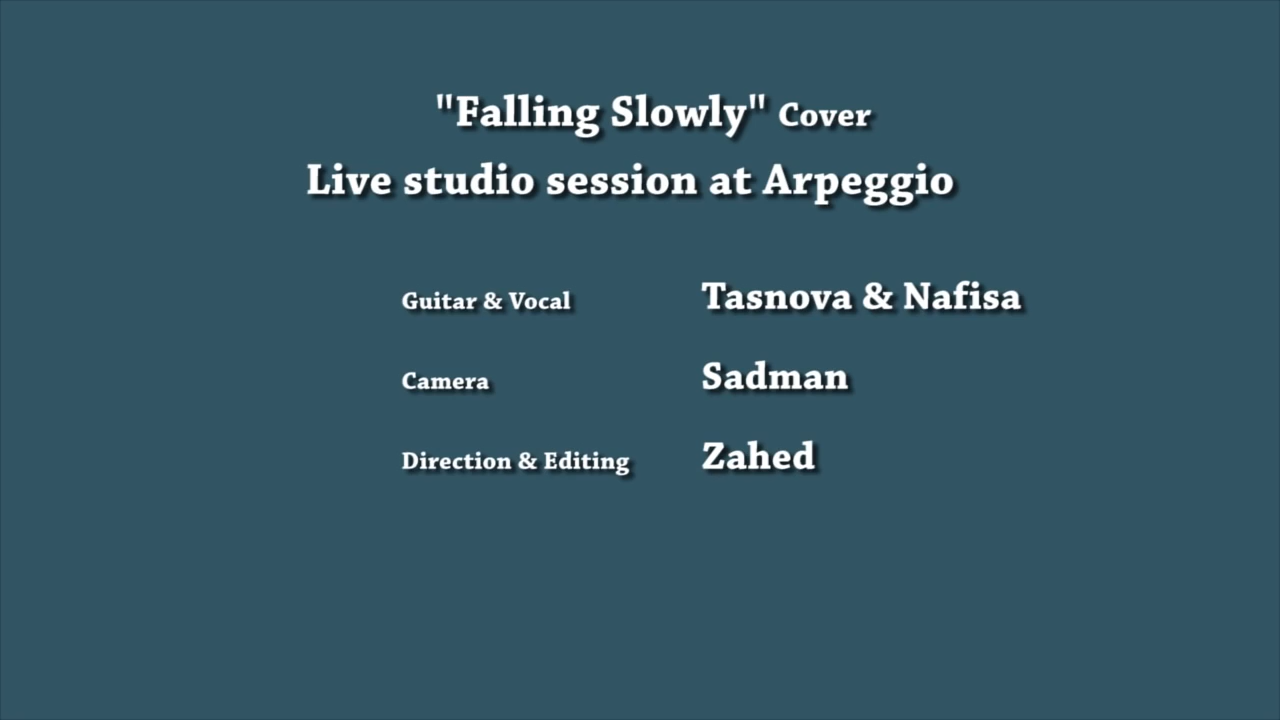 "Falling Slowly" Cover
Live studio session at Arpeggio
Guitar & Vocal Tasnova & Nafisa
Camera Sadman
Direction & Editing Zahed